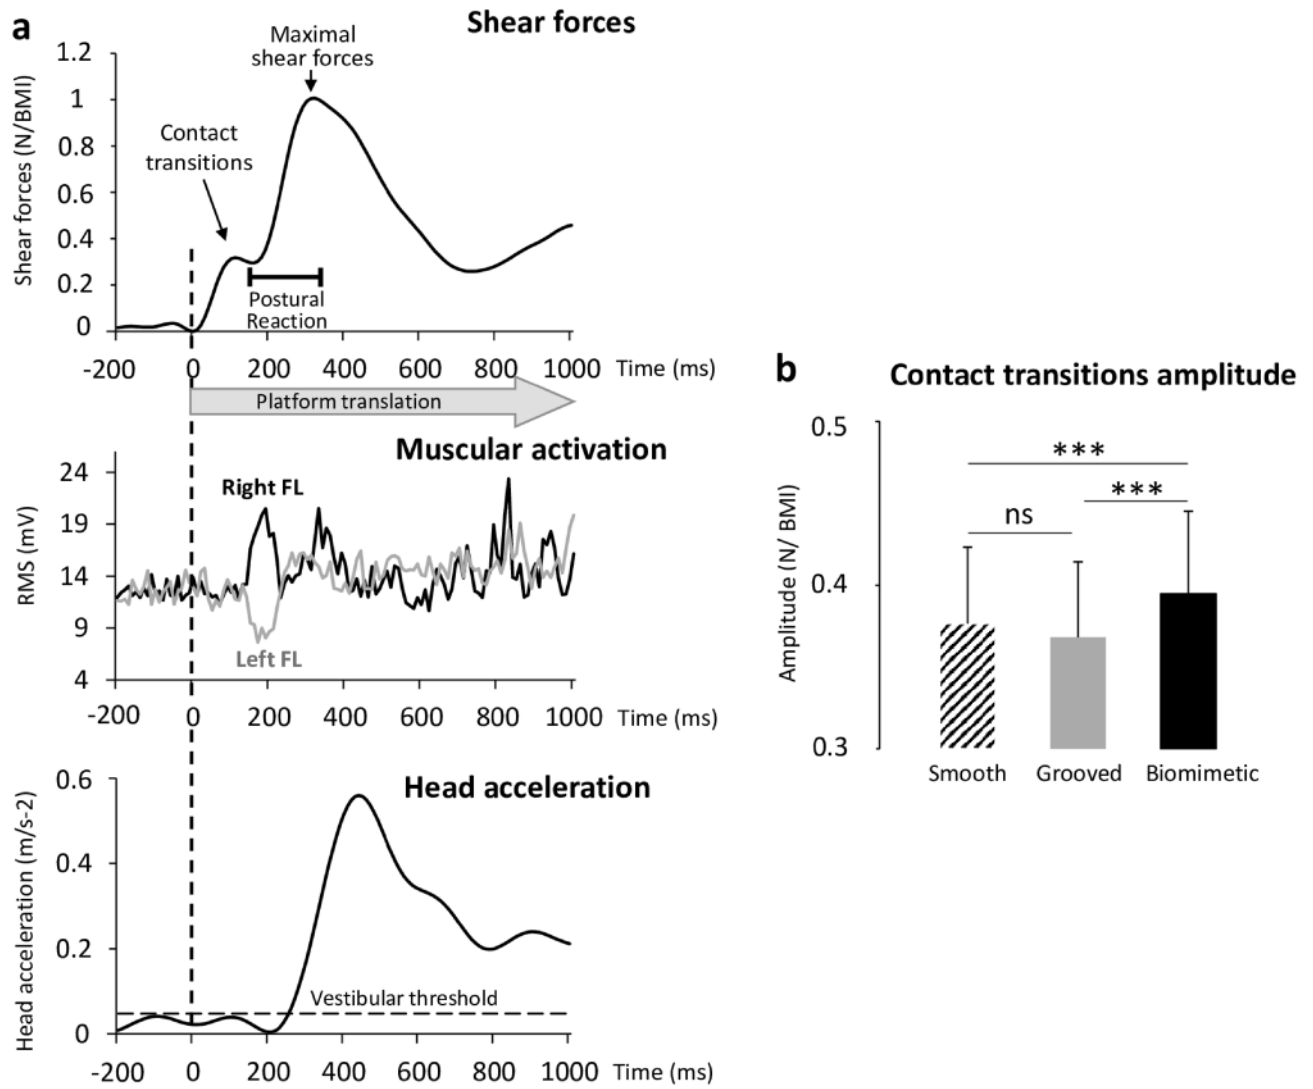 a
Shear forces
Shear forces (N/BMI)
1.2
1
0.8
0.6
0.4
0.2
0
Maximal
shear forces
Contact
transitions
Postural
Reaction
-200 0 200 400 600 800 1000 Time (ms)
Platform translation
Muscular activation
RMS (mV)
24
19
14
9
4
Right FL
Left FL
-200 0 200 400 600 800 1000 Time (ms)
Head acceleration
Head acceleration (m/s-2)
0.6
0.4
0.2
0
Vestibular threshold
-200 0 200 400 600 800 1000 Time (ms)
b
Contact transitions amplitude
Amplitude (N/ BMI)
0.5
0.4
0.3
***
***
ns
Smooth Grooved Biomimetic